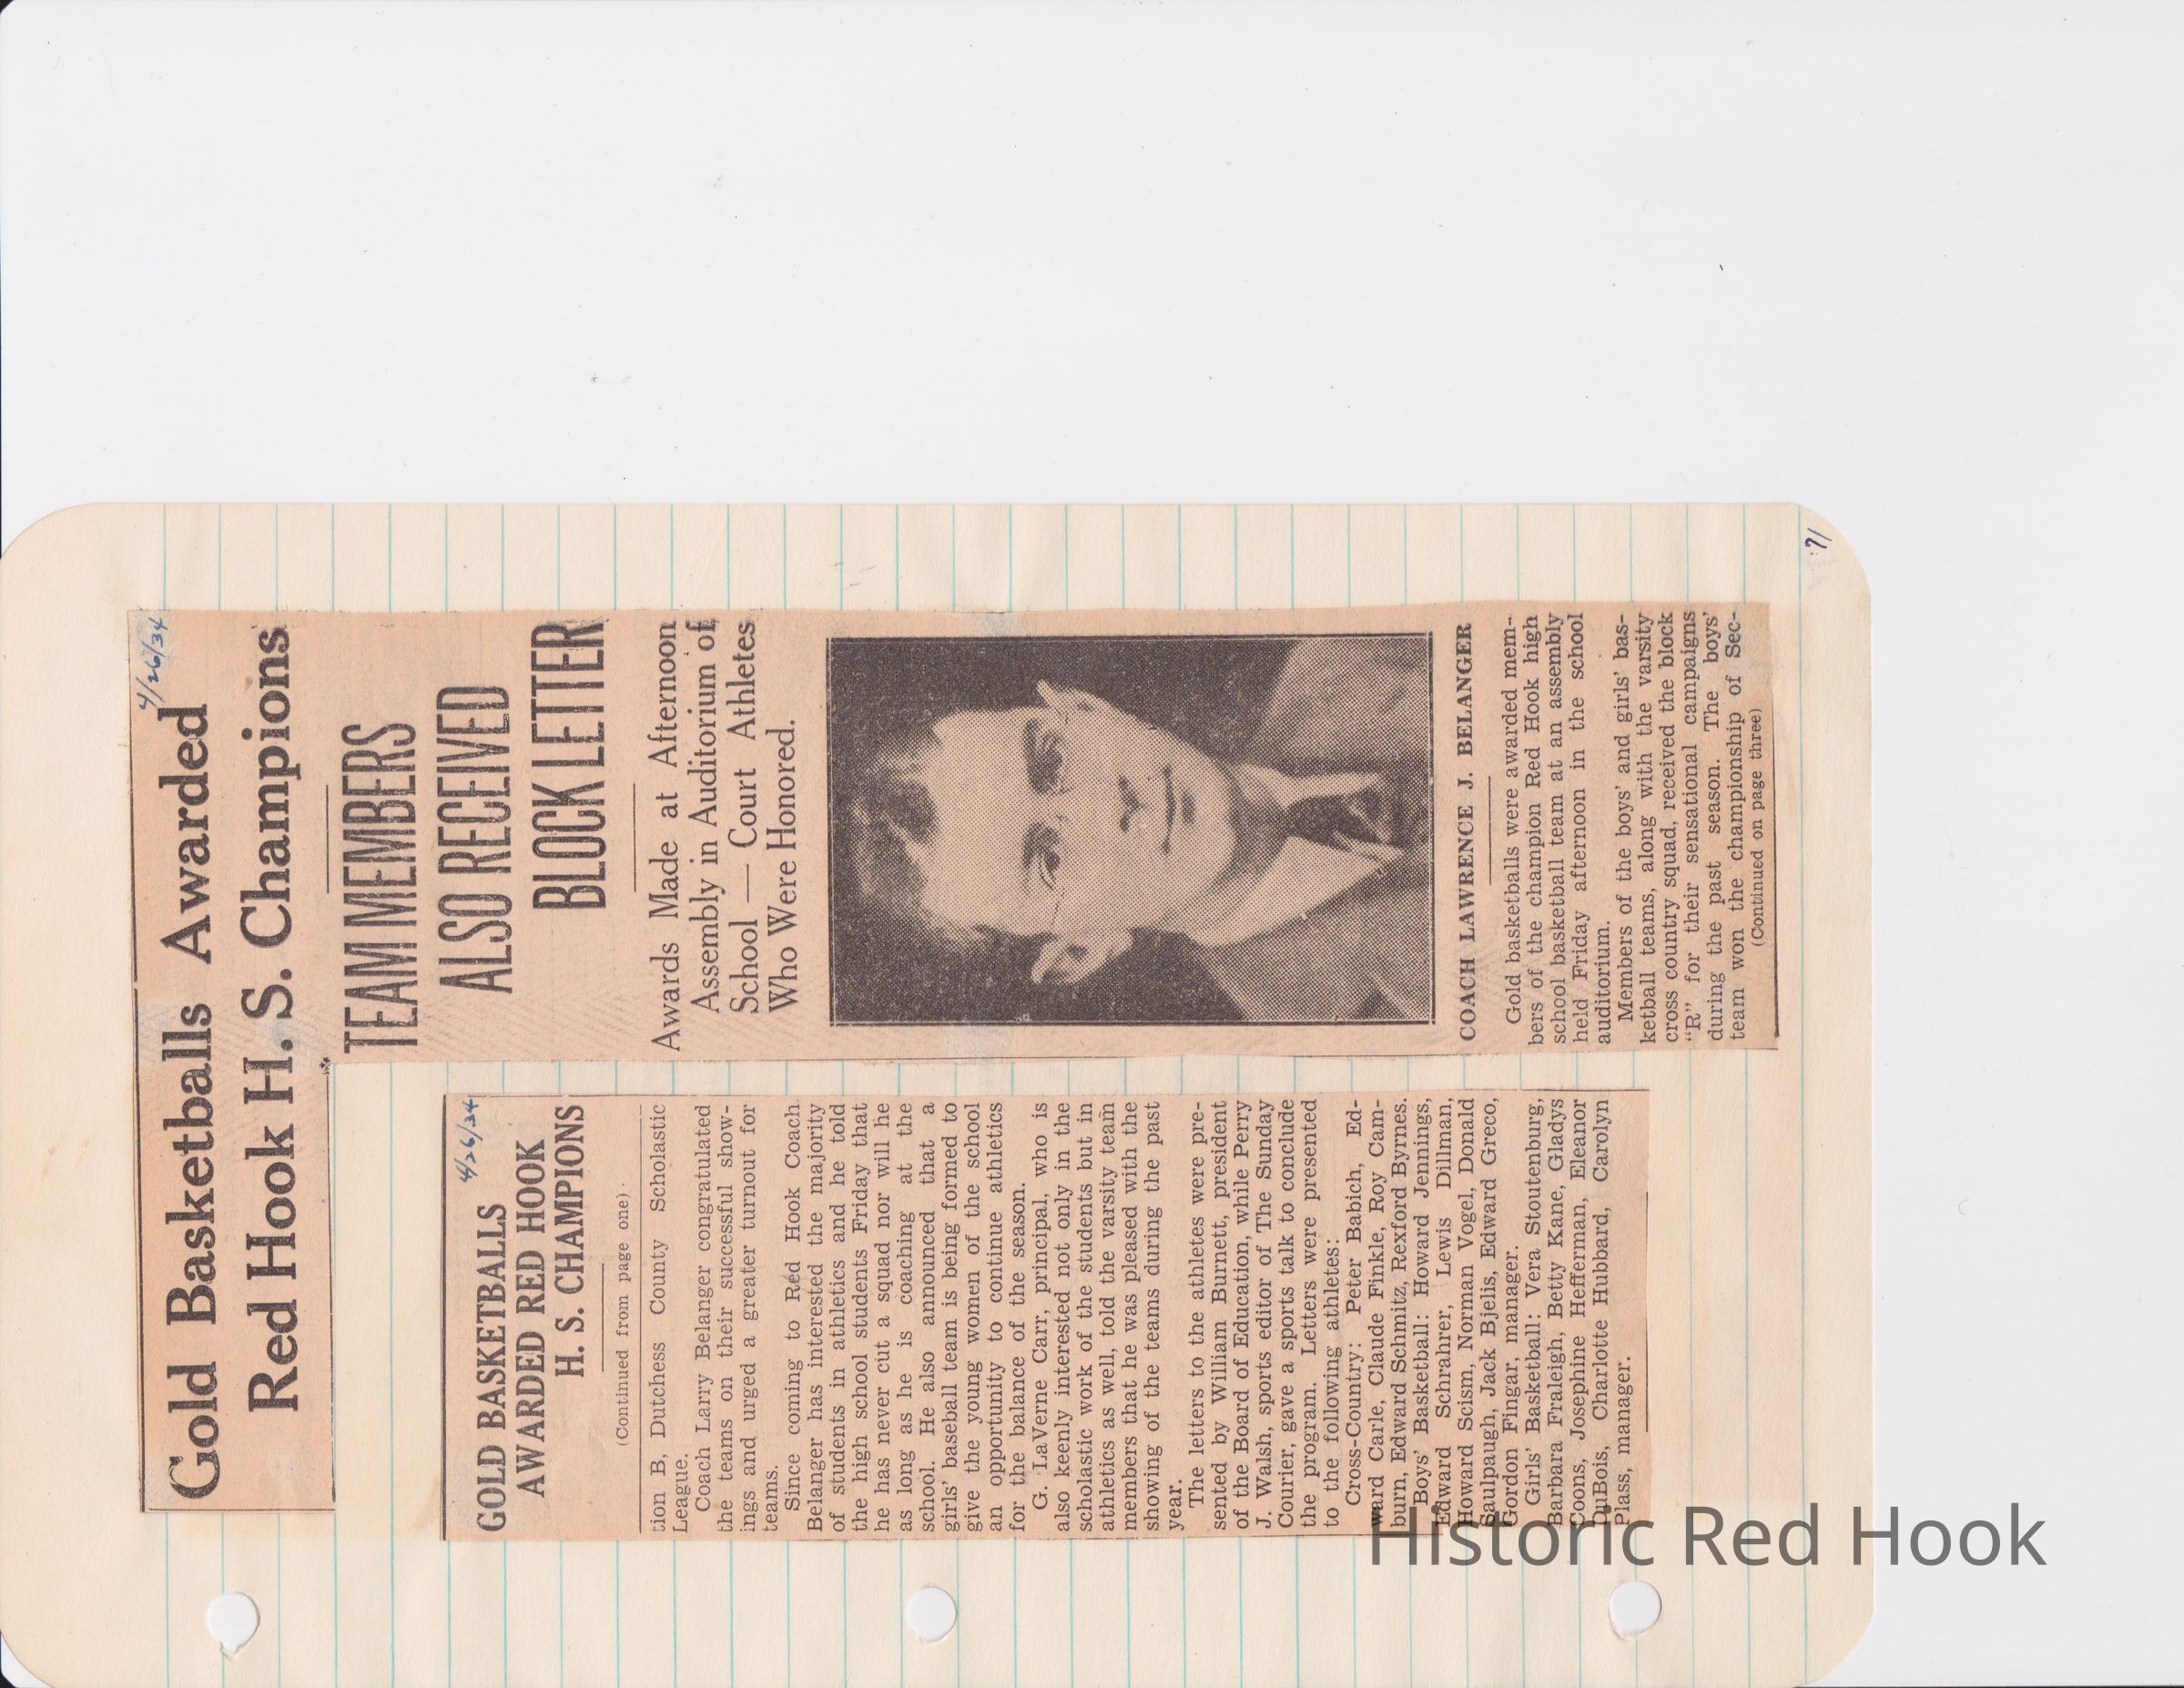 4/26/34
Gold Basketballs Awarded
Red Hook H. S. Champions
TEAM MEMBERS
ALSO RECEIVED
BLOCK LETTER
Awards Made at Afternoon
Assembly in Auditorium of
School — Court Athletes
Who Were Honored.
COACH LAWRENCE J. BELANGER
Gold basketballs were awarded mem-
bers of the champion Red Hook high
school basketball team at an assembly
held Friday afternoon in the school
auditorium.
Members of the boys' and girls' bas-
ketball teams, along with the varsity
cross country squad, received the block
"R" for their sensational campaigns
during the past season. The boys'
team won the championship of Sec-
(Continued on page three)
4/26/34
GOLD BASKETBALLS
AWARDED RED HOOK
H. S. CHAMPIONS
(Continued from page one).
tion B, Dutchess County Scholastic
League.
Coach Larry Belanger congratulated
the teams on their successful show-
ings and urged a greater turnout for
teams.
Since coming to Red Hook Coach
Belanger has interested the majority
of students in athletics and he told
the high school students Friday that
he has never cut a squad nor will he
as long as he is coaching at the
school. He also announced that a
girls' baseball team is being formed to
give the young women of the school
an opportunity to continue athletics
for the balance of the season.
G. LaVerne Carr, principal, who is
also keenly interested not only in the
scholastic work of the students but in
athletics as well, told the varsity team
members that he was pleased with the
showing of the teams during the past
year.
The letters to the athletes were pre-
sented by William Burnett, president
of the Board of Education, while Perry
J. Walsh, sports editor of The Sunday
Courier, gave a sports talk to conclude
the program. Letters were presented
to the following athletes:
Cross-Country: Peter Babich, Ed-
ward Carle, Claude Finkle, Roy Cam-
burn, Edward Schmitz, Rexford Byrnes.
Boys' Basketball: Howard Jennings,
Edward Schrahrer, Lewis Dillman,
Howard Scism, Norman Vogel, Donald
Saulpaugh, Jack Bjelis, Edward Greco,
Gordon Fingar, manager.
Girls' Basketball: Vera Stoutenburg,
Barbara Fraleigh, Betty Kane, Gladys
Coons, Josephine Hefferman, Eleanor
DuBois, Charlotte Hubbard, Carolyn
Plass, manager.
71
Historic Red Hook